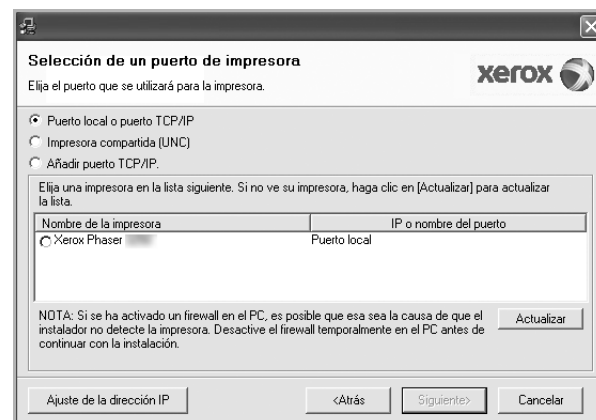 Selección de un puerto de impresora
Elija el puerto que se utilizará para la impresora.
xerox
Puerto local o puerto TCP/IP
Impresora compartida (UNC)
Añadir puerto TCP/IP.
Elija una impresora en la lista siguiente. Si no ve su impresora, haga clic en [Actualizar] para actualizar
la lista.
Nombre de la impresora IP o nombre del puerto
Xerox Phaser Puerto local
NOTA: Si se ha activado un firewall en el PC, es posible que esa sea la causa de que el
instalador no detecte la impresora. Desactive el firewall temporalmente en el PC antes de
continuar con la instalación.
Actualizar
Ajuste de la dirección IP <Atrás Siguiente> Cancelar